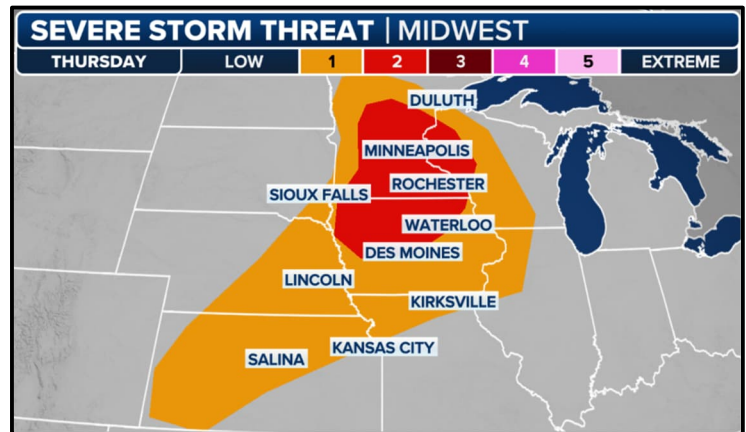 SEVERE STORM THREAT | MIDWEST
THURSDAY LOW 1 2 3 4 5 EXTREME
DULUTH
MINNEAPOLIS
ROCHESTER
SIOUX FALLS
WATERLOO
DES MOINES
LINCOLN
KIRKSVILLE
KANSAS CITY
SALINA